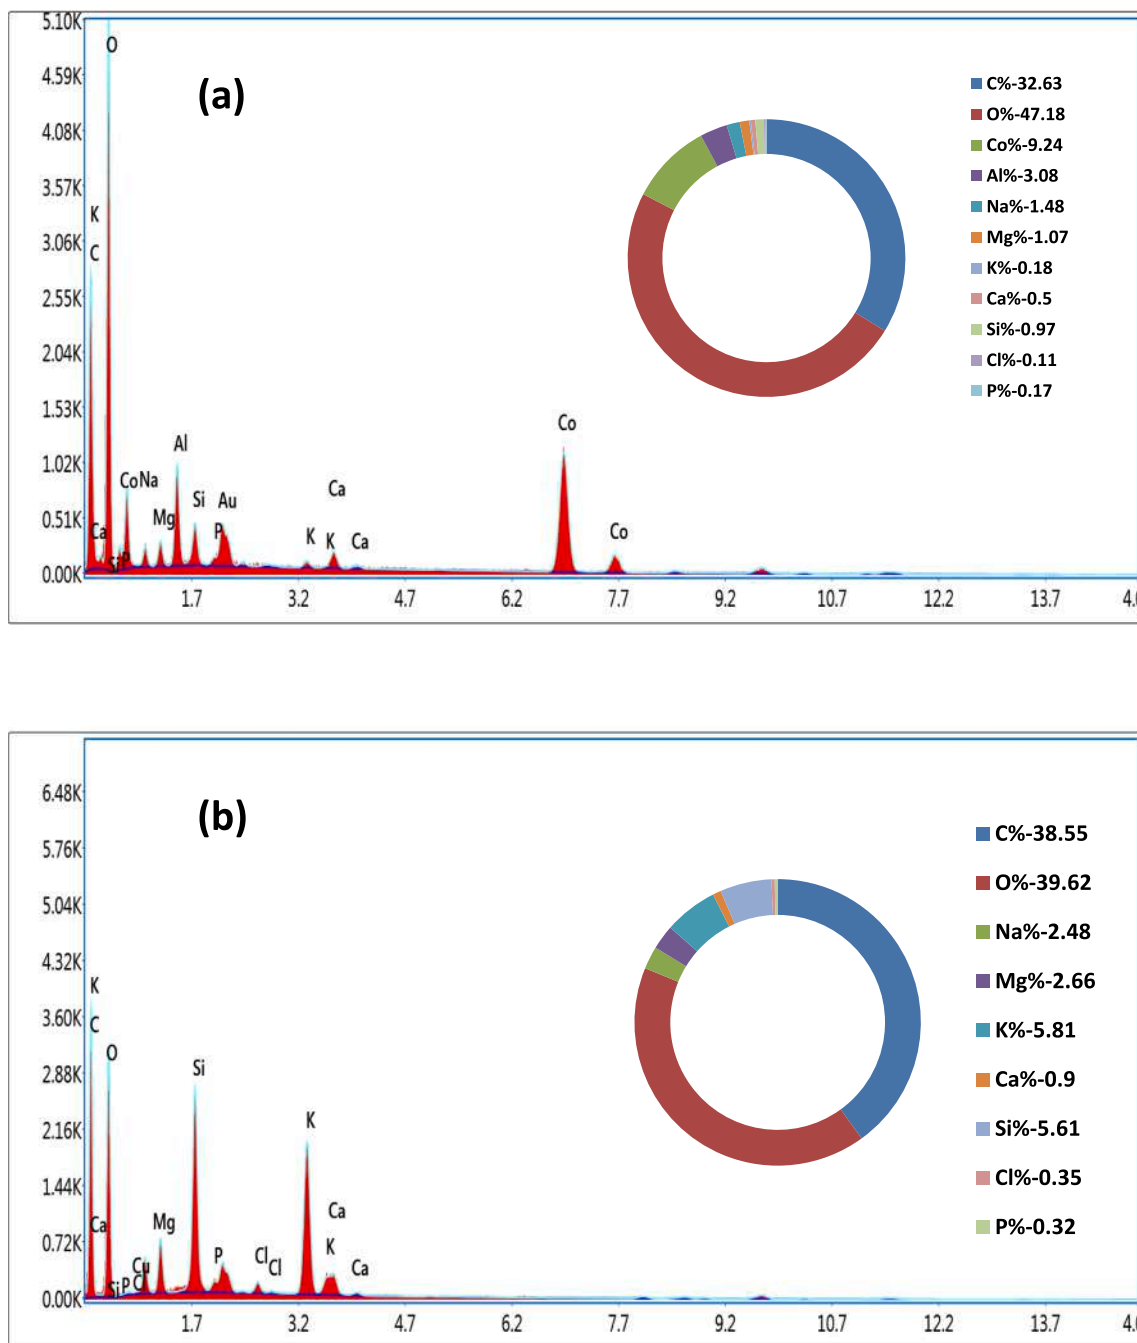 5.10K
O
4.59K
(a)
C%-32.63
O%-47.18
4.08K
Co%-9.24
Al%-3.08
3.57K
Na%-1.48
K
Mg%-1.07
3.06K
C
K%-0.18
2.55K
Ca%-0.5
Si%-0.97
2.04K
Cl%-0.11
P%-0.17
1.53K
Co
Al
1.02K
Co Na
Ca
Si Au
0.51K
Mg
Ca
P
K K Ca
Co
Si P
0.00K
1.7 3.2 4.7 6.2 7.7 9.2 10.7 12.2 13.7 4.
6.48K
(b)
C%-38.55
5.76K
O%-39.62
5.04K
Na%-2.48
4.32K
Mg%-2.66
K
3.60K
C
K%-5.81
O
2.88K
Si
Ca%-0.9
2.16K
K
Si%-5.61
1.44K
Cl%-0.35
Ca
Ca
Mg
P%-0.32
0.72K
K
P
Cl Cl
Ca
Cu
Si P C
0.00K
1.7 3.2 4.7 6.2 7.7 9.2 10.7 12.2 13.7 4.